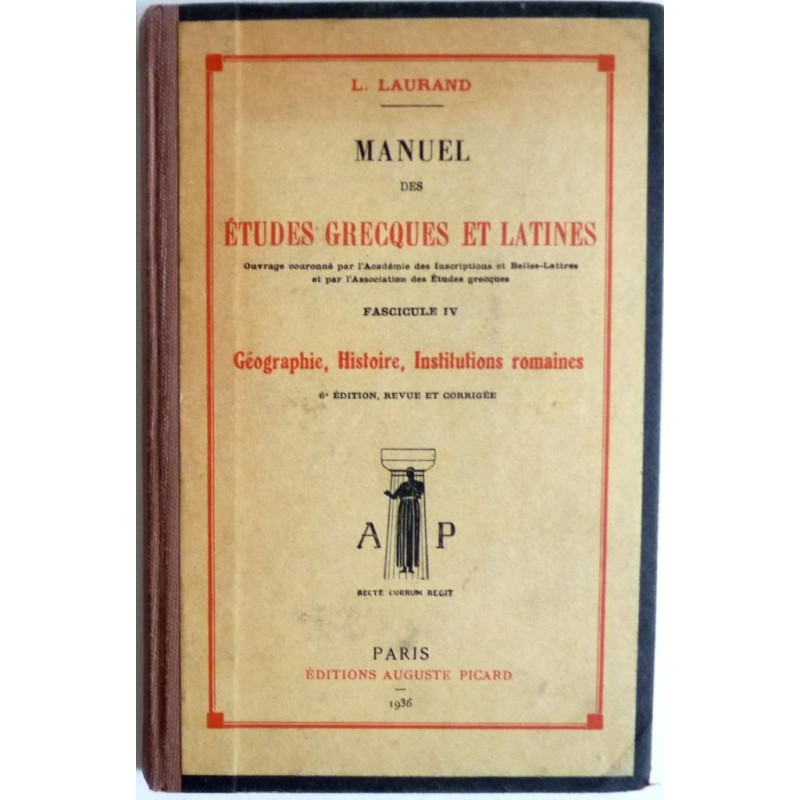 L. LAURAND
MANUEL
DES
ÉTUDES GRECQUES ET LATINES
Ouvrage couronné par l'Académie des Inscriptions et Belles-Lettres
et par l'Association des Études grecques
FASCICULE IV
Géographie, Histoire, Institutions romaines
6e ÉDITION, REVUE ET CORRIGÉE
A P
RECTE CURRUM REGIT
PARIS
ÉDITIONS AUGUSTE PICARD
1936